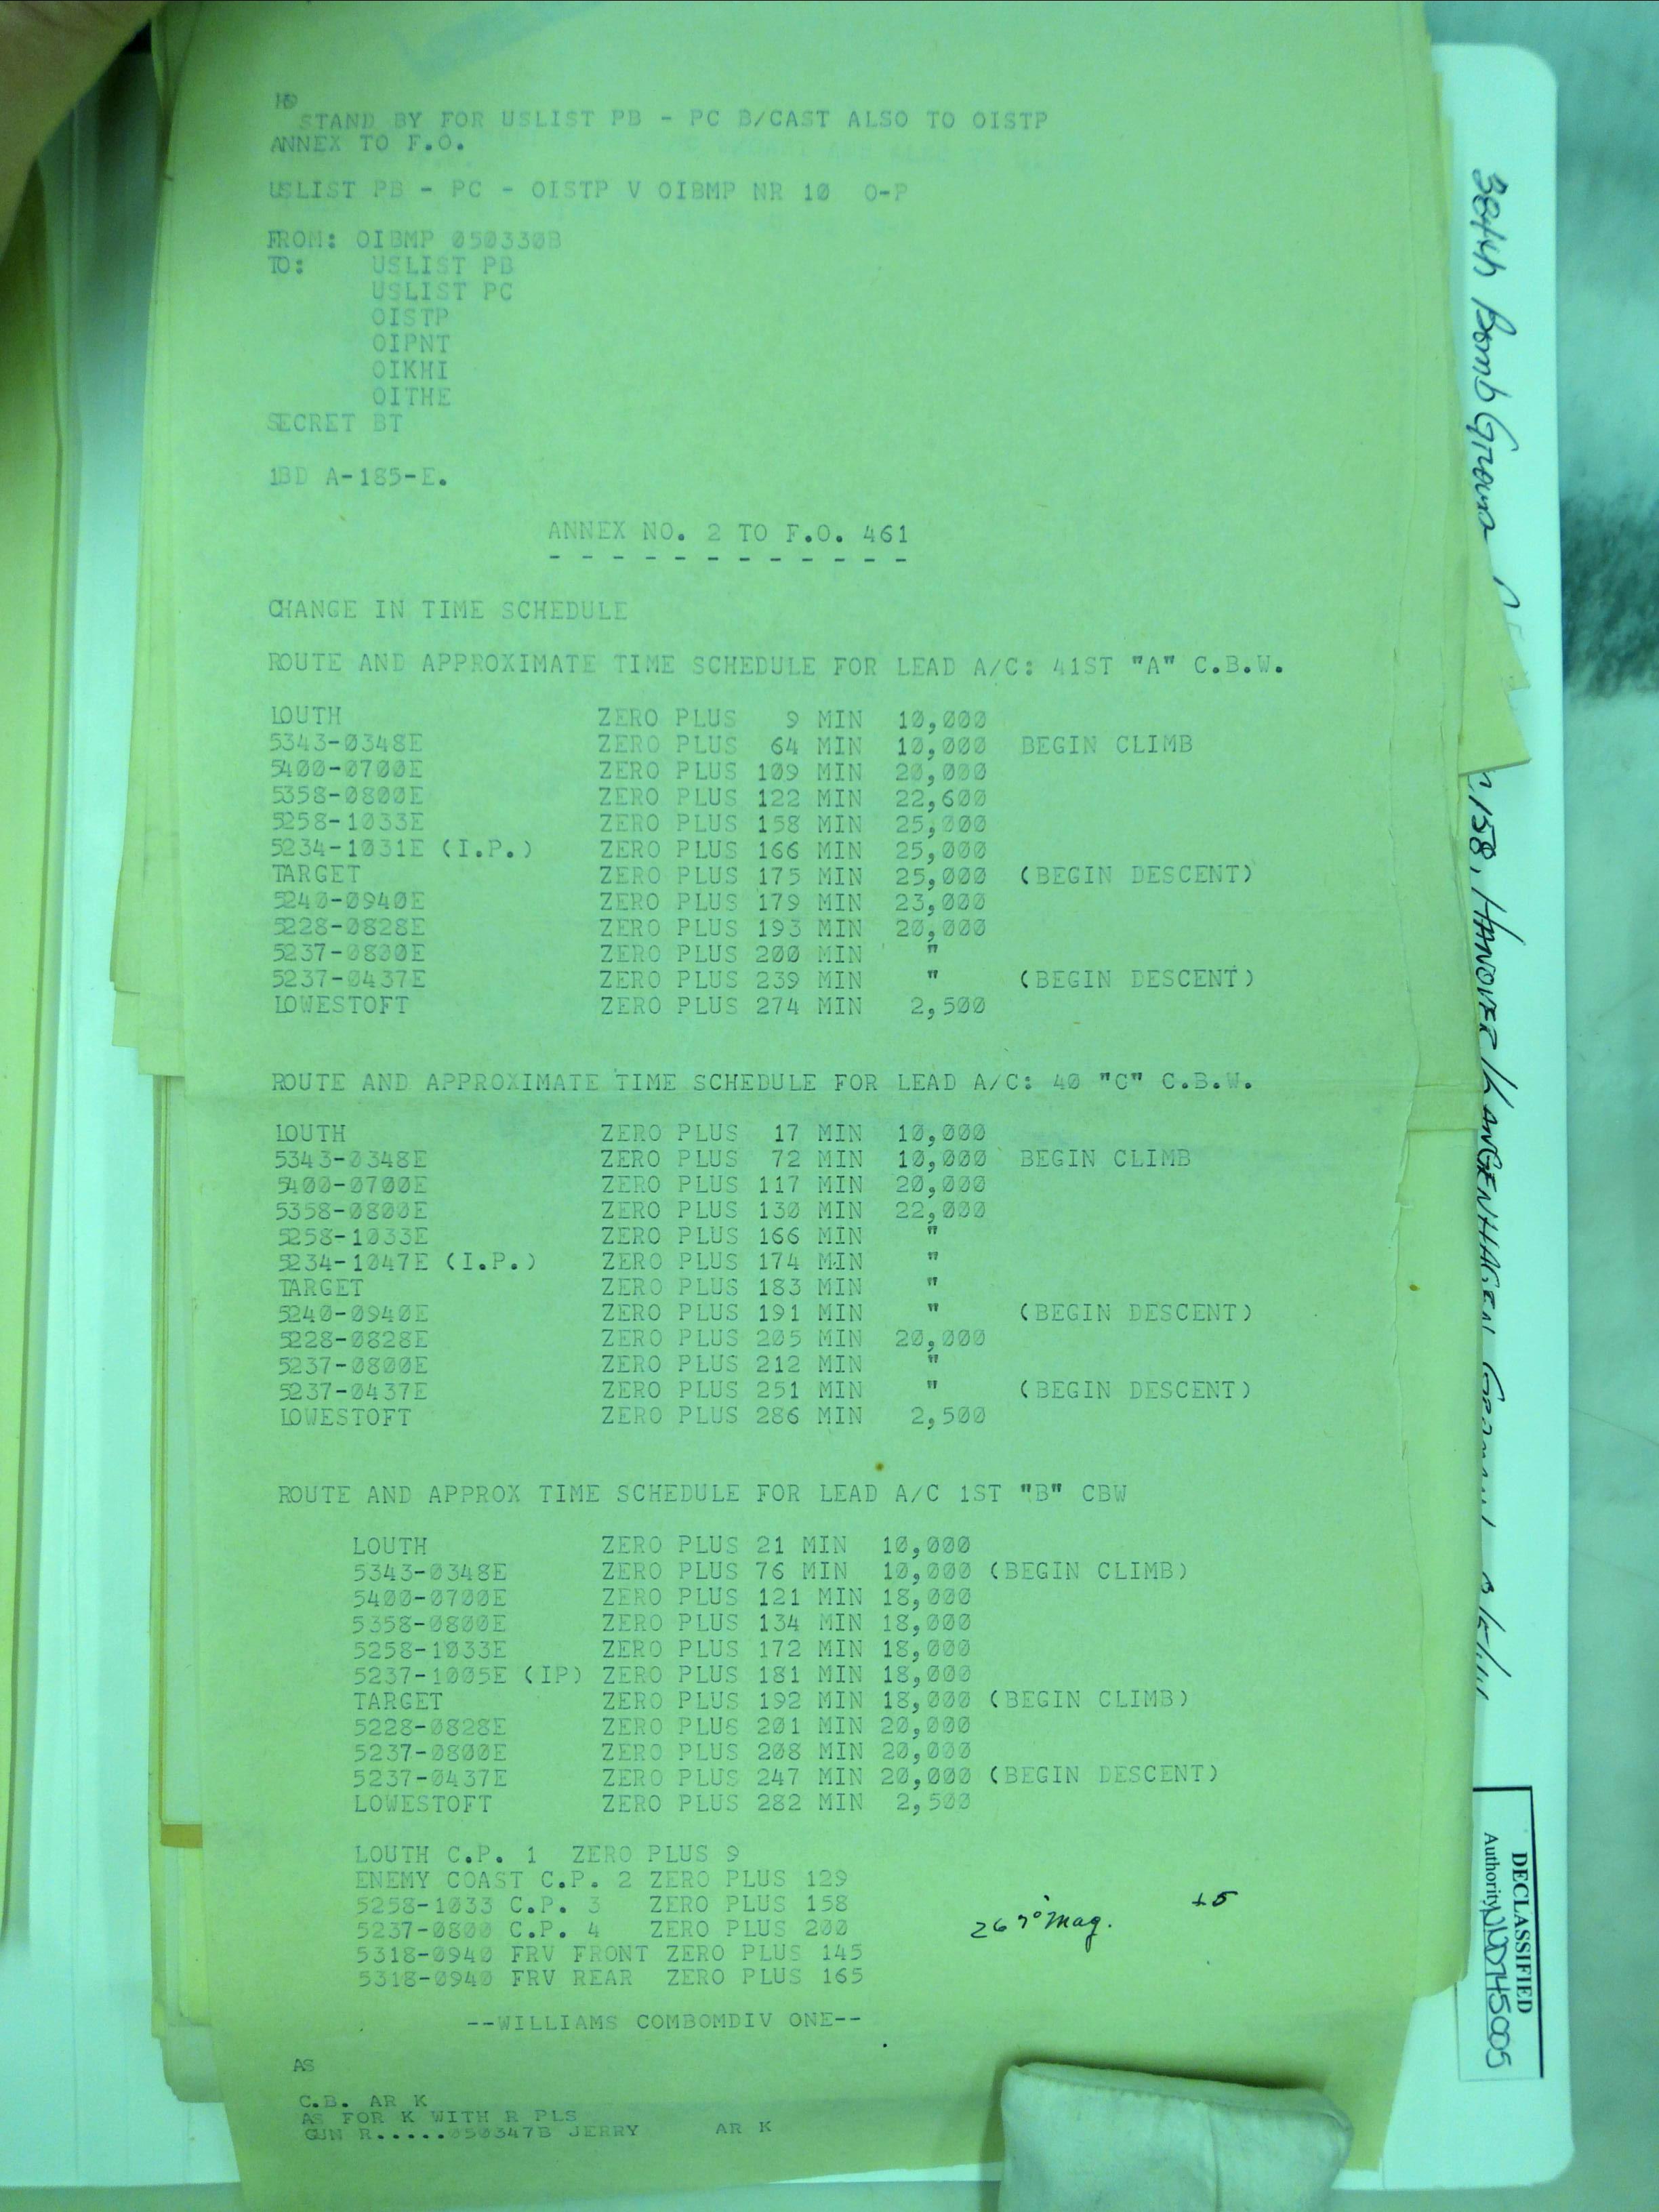 HQ
STAND BY FOR USLIST PB - PC B/CAST ALSO TO OISTP
ANNEX TO F.O.
USLIST PB - PC - OISTP V OIBMP NR 10 O-P
FROM: OIBMP 050330B
TO: USLIST PB
USLIST PC
OISTP
OIPNT
OIKHI
OITHE
SECRET BT
1BD A-185-E.
ANNEX NO. 2 TO F.O. 461
- - - - - - - - - - - - -
CHANGE IN TIME SCHEDULE
ROUTE AND APPROXIMATE TIME SCHEDULE FOR LEAD A/C: 41ST "A" C.B.W.
LOUTH ZERO PLUS 9 MIN 10,000
5343-0348E ZERO PLUS 64 MIN 10,000 BEGIN CLIMB
5400-0700E ZERO PLUS 109 MIN 20,000
5358-0800E ZERO PLUS 122 MIN 22,600
5258-1033E ZERO PLUS 158 MIN 25,000
5234-1031E (I.P.) ZERO PLUS 166 MIN 25,000
TARGET ZERO PLUS 175 MIN 25,000 (BEGIN DESCENT)
5240-0940E ZERO PLUS 179 MIN 23,000
5228-0828E ZERO PLUS 193 MIN 20,000
5237-0800E ZERO PLUS 200 MIN "
5237-0437E ZERO PLUS 239 MIN " (BEGIN DESCENT)
LOWESTOFT ZERO PLUS 274 MIN 2,500
ROUTE AND APPROXIMATE TIME SCHEDULE FOR LEAD A/C: 40 "C" C.B.W.
LOUTH ZERO PLUS 17 MIN 10,000
5343-0348E ZERO PLUS 72 MIN 10,000 BEGIN CLIMB
5400-0700E ZERO PLUS 117 MIN 20,000
5358-0800E ZERO PLUS 130 MIN 22,000
5258-1033E ZERO PLUS 166 MIN "
5234-1047E (I.P.) ZERO PLUS 174 MIN "
TARGET ZERO PLUS 183 MIN "
5240-0940E ZERO PLUS 191 MIN " (BEGIN DESCENT)
5228-0828E ZERO PLUS 205 MIN 20,000
5237-0800E ZERO PLUS 212 MIN "
5237-0437E ZERO PLUS 251 MIN " (BEGIN DESCENT)
LOWESTOFT ZERO PLUS 286 MIN 2,500
ROUTE AND APPROX TIME SCHEDULE FOR LEAD A/C 1ST "B" CBW
LOUTH ZERO PLUS 21 MIN 10,000
5343-0348E ZERO PLUS 76 MIN 10,000 (BEGIN CLIMB)
5400-0700E ZERO PLUS 121 MIN 18,000
5358-0800E ZERO PLUS 134 MIN 18,000
5258-1033E ZERO PLUS 172 MIN 18,000
5237-1005E (IP) ZERO PLUS 181 MIN 18,000
TARGET ZERO PLUS 192 MIN 18,000 (BEGIN CLIMB)
5228-0828E ZERO PLUS 201 MIN 20,000
5237-0800E ZERO PLUS 208 MIN 20,000
5237-0437E ZERO PLUS 247 MIN 20,000 (BEGIN DESCENT)
LOWESTOFT ZERO PLUS 282 MIN 2,500
LOUTH C.P. 1 ZERO PLUS 9
ENEMY COAST C.P. 2 ZERO PLUS 129
5258-1033 C.P. 3 ZERO PLUS 158
5237-0800 C.P. 4 ZERO PLUS 200
5318-0940 FRV FRONT ZERO PLUS 145
5318-0940 FRV REAR ZERO PLUS 165
267° Mag. +5
--WILLIAMS COMBOMDIV ONE--
AS
C.B. AR K
AS FOR K WITH R PLS
GUN R.....050347B JERRY AR K
384th Bomb Group
158, HANOVER/LANGENHAGEN
DECLASSIFIED
Authority NND745005